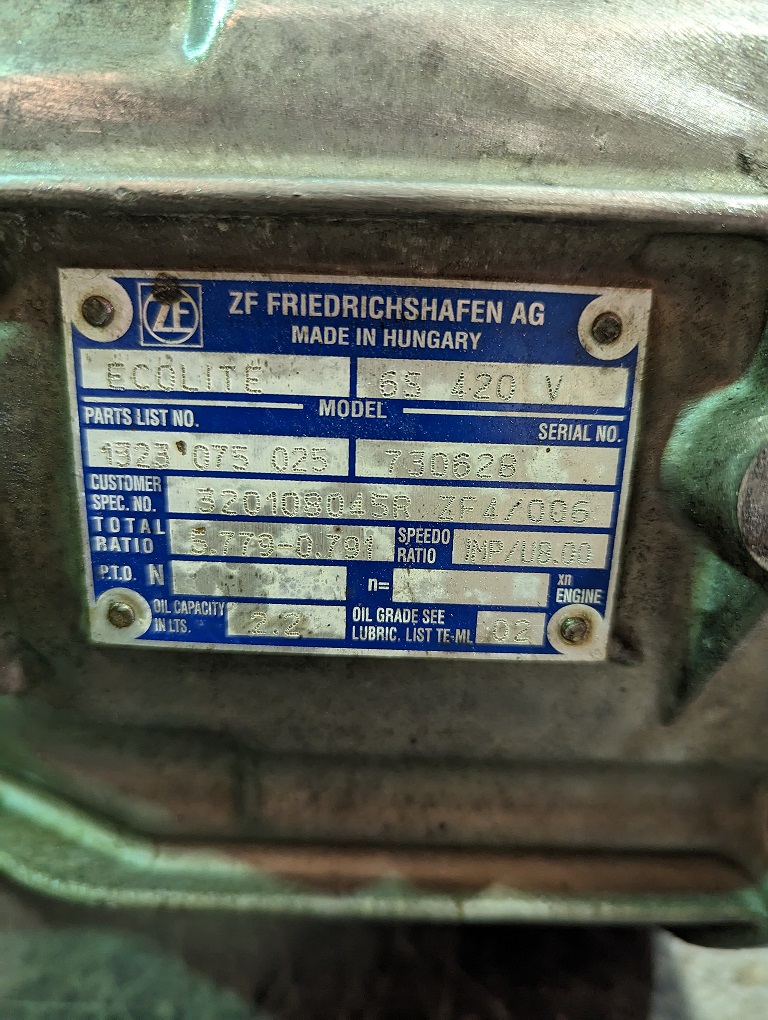 ZF ZF FRIEDRICHSHAFEN AG
MADE IN HUNGARY
ECOLITE 6S 420 V
MODEL
PARTS LIST NO. SERIAL NO.
1323 075 025 730628
CUSTOMER
SPEC. NO. 320108045R ZF4/006
TOTAL
RATIO 5.779-0.791 SPEEDO
RATIO IMP/U8.00
P.T.O. N n= xn
ENGINE
OIL CAPACITY
IN LTS. 2.2 OIL GRADE SEE
LUBRIC. LIST TE-ML 02